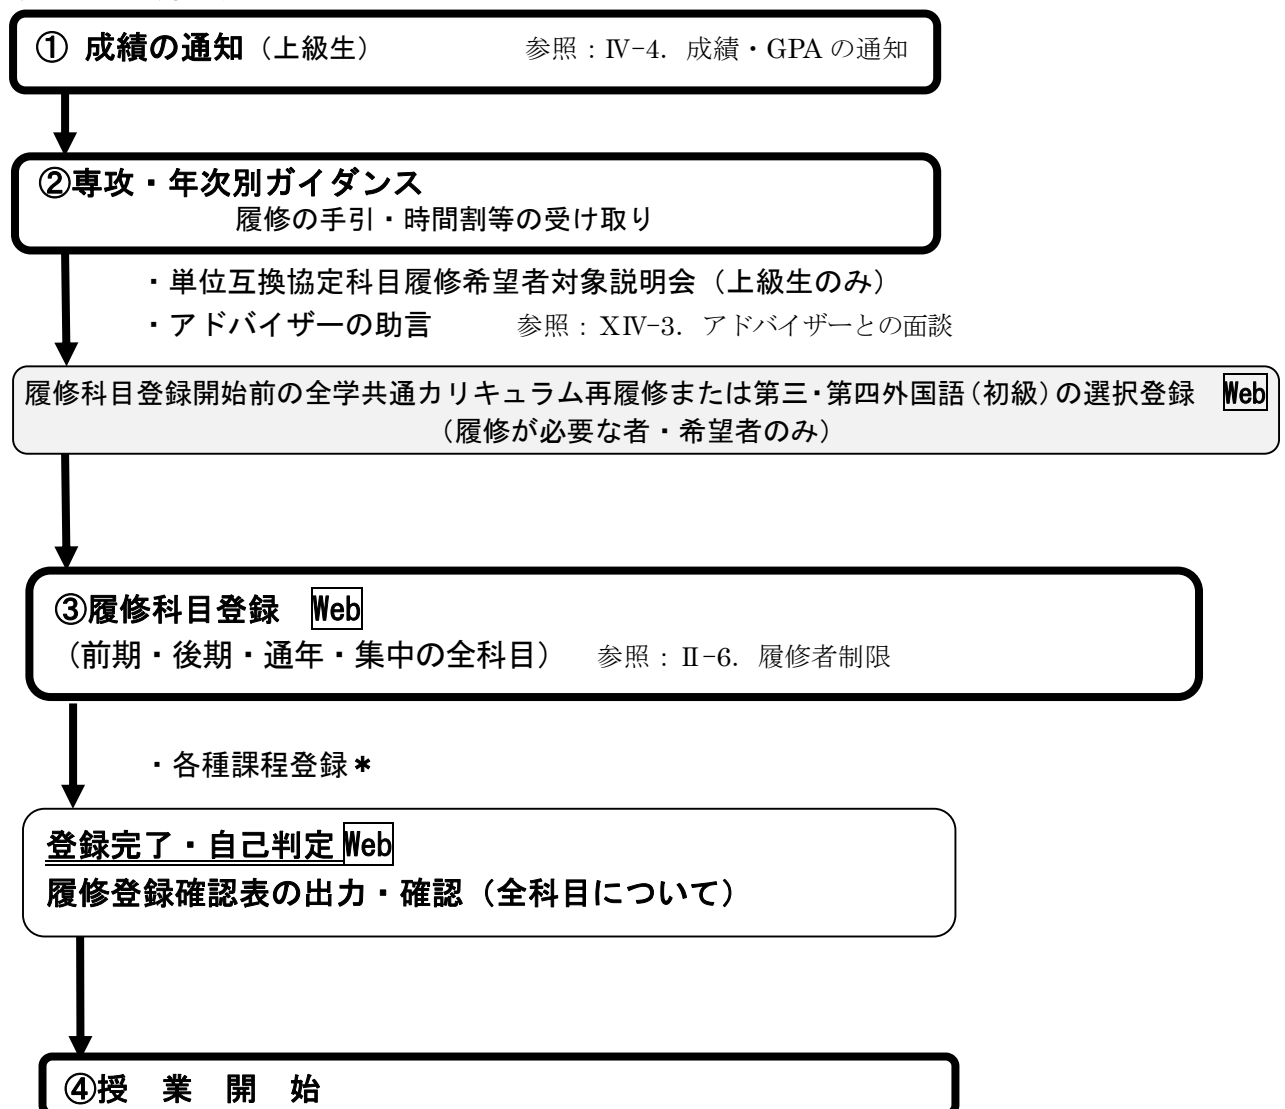 ① 成績の通知（上級生） 参照：Ⅳ-4. 成績・GPA の通知
②専攻・年次別ガイダンス
履修の手引・時間割等の受け取り
・単位互換協定科目履修希望者対象説明会（上級生のみ）
・アドバイザーの助言 参照：ⅩⅣ-3. アドバイザーとの面談
履修科目登録開始前の全学共通カリキュラム再履修または第三・第四外国語（初級）の選択登録 Web
（履修が必要な者・希望者のみ）
③履修科目登録 Web
（前期・後期・通年・集中の全科目） 参照：Ⅱ-6. 履修者制限
・各種課程登録＊
登録完了・自己判定 Web
履修登録確認表の出力・確認（全科目について）
④授 業 開 始